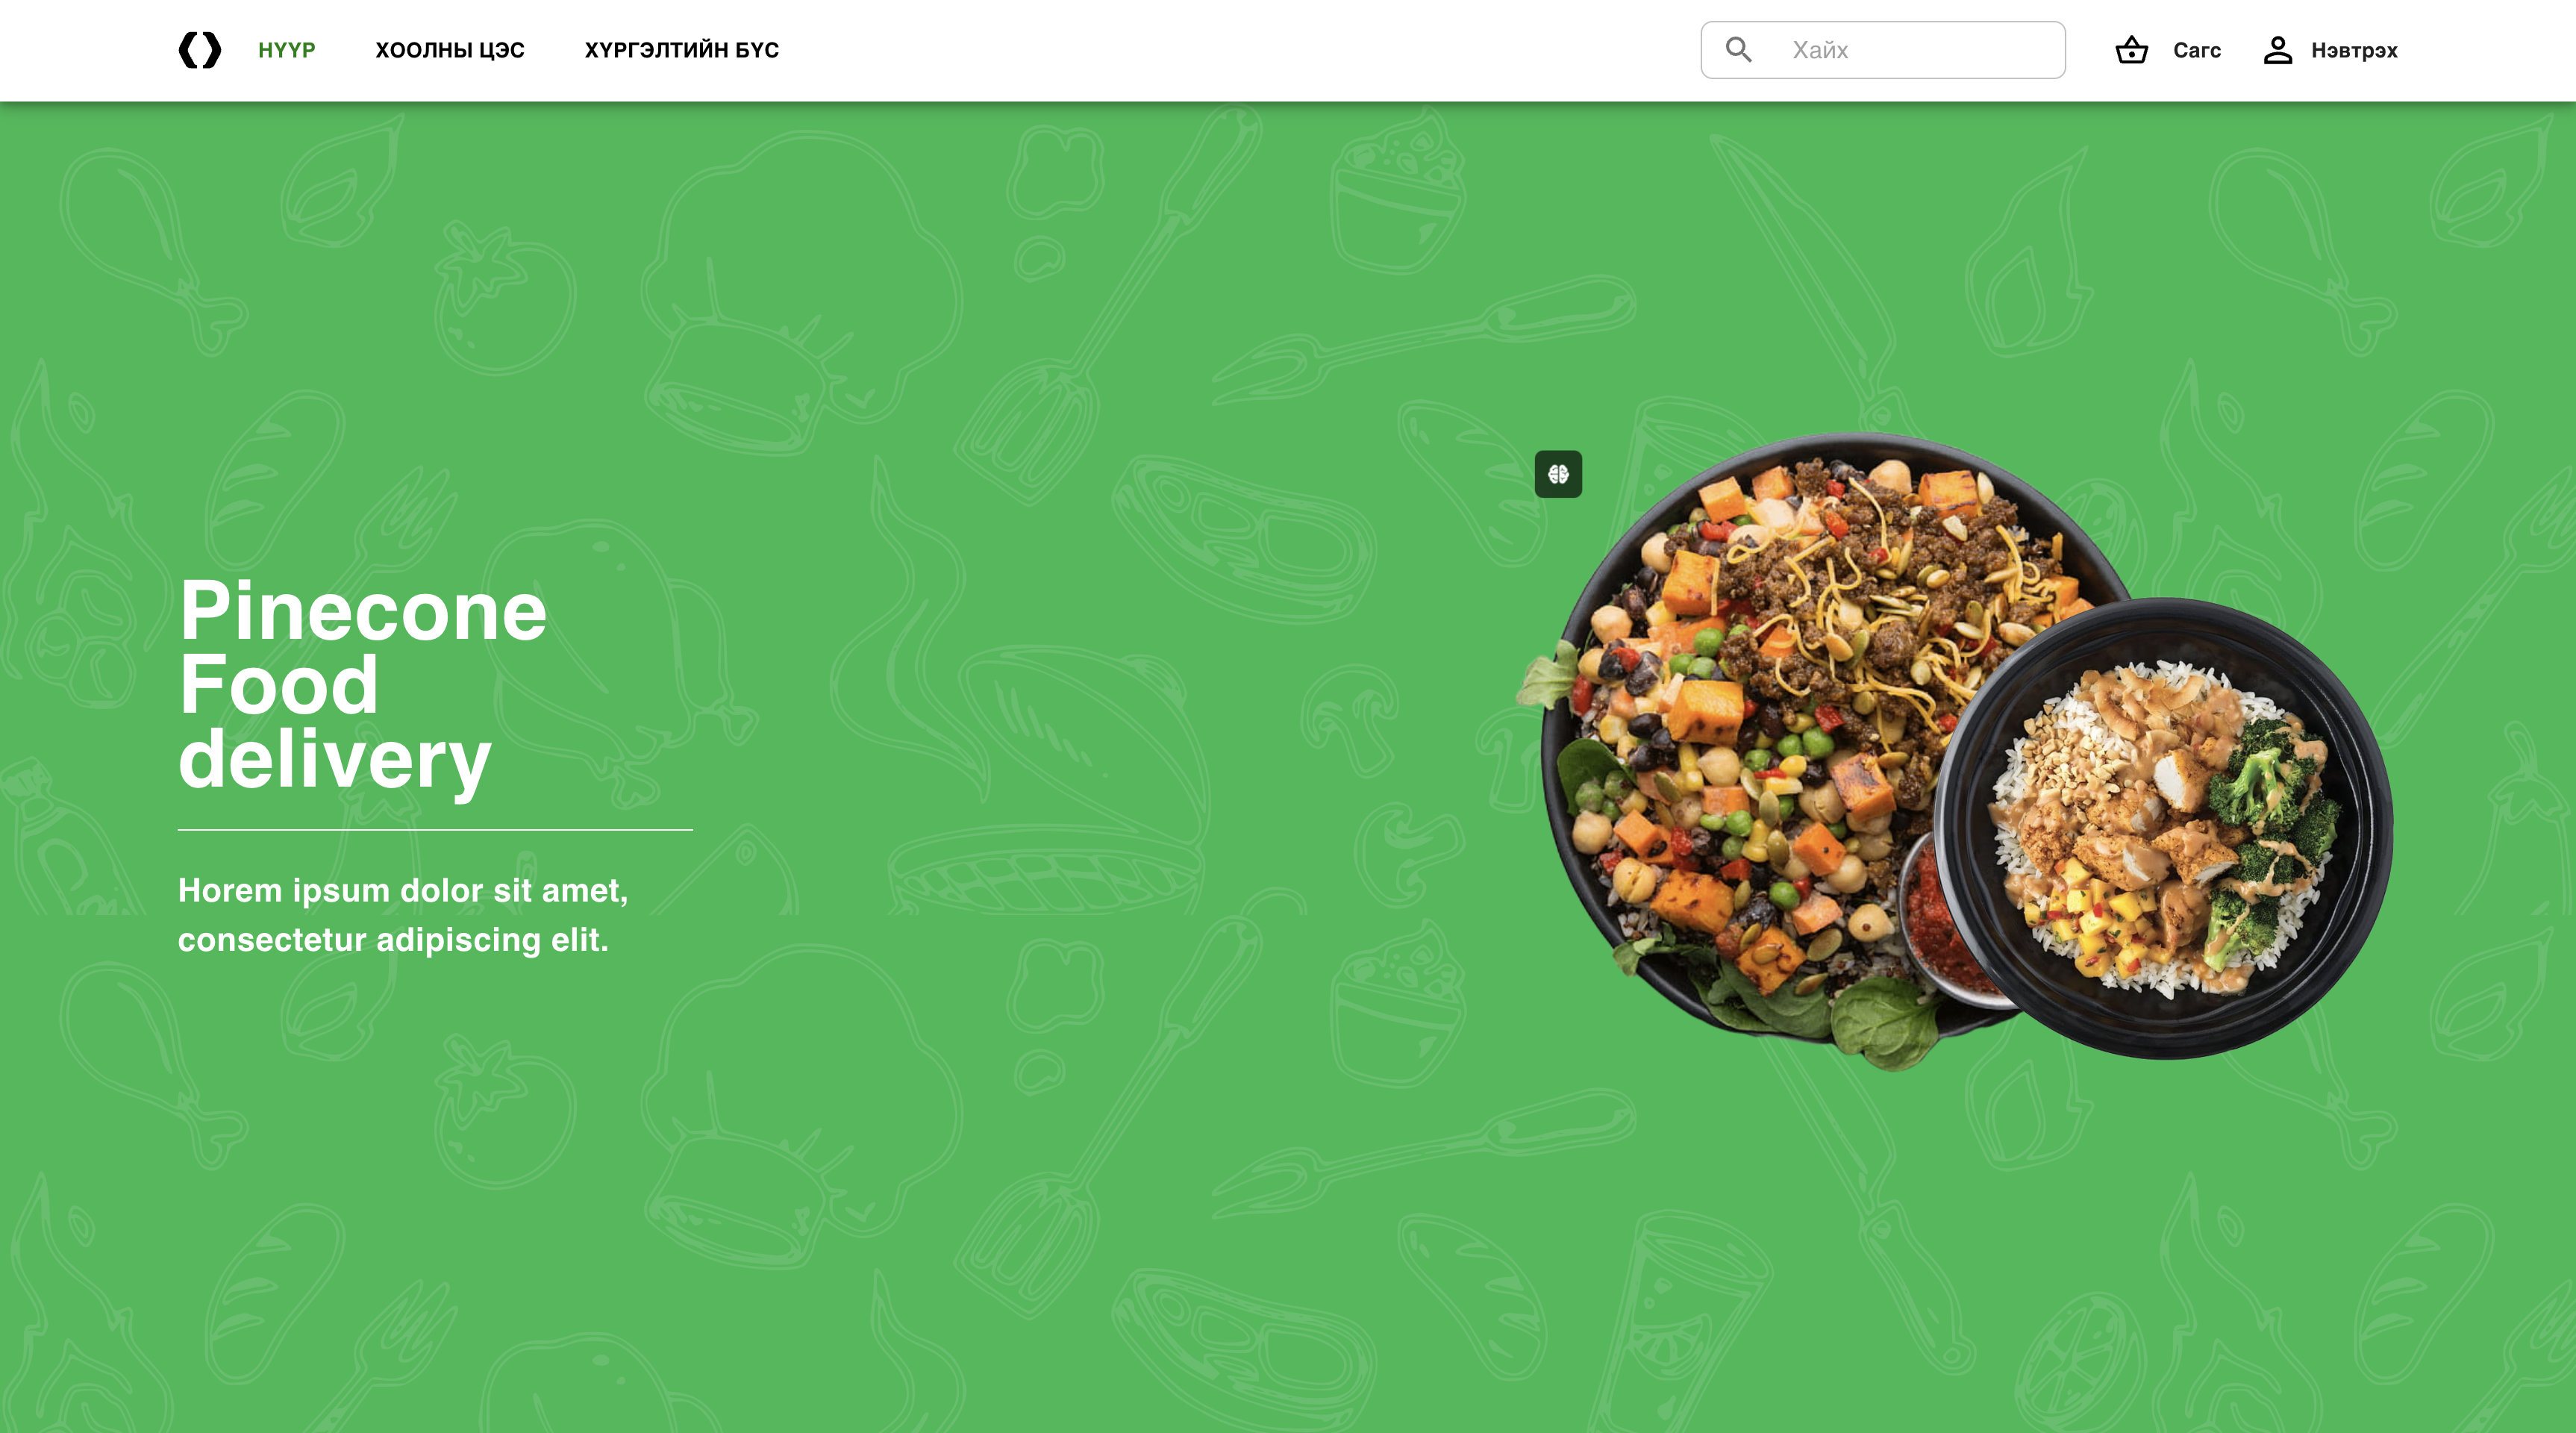 НҮҮР
ХООЛНЫ ЦЭС
ХҮРГЭЛТИЙН БҮС
Хайх
Сагс
Нэвтрэх
Pinecone
Food
delivery
Horem ipsum dolor sit amet,
consectetur adipiscing elit.